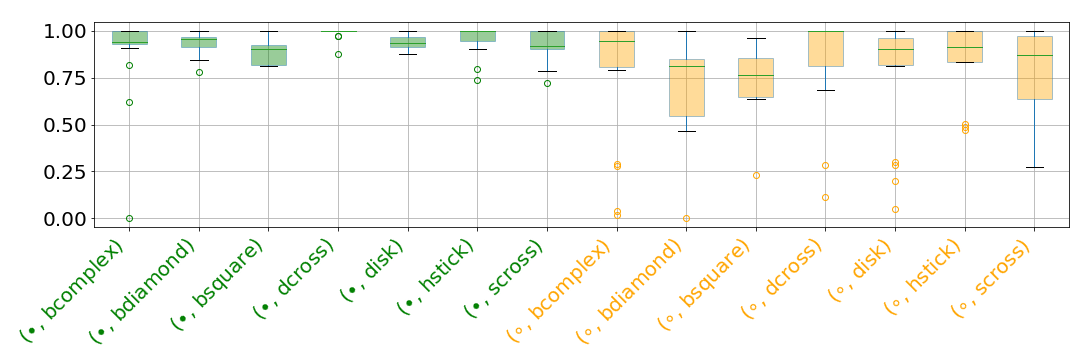 1.00
0.75
0.50
0.25
0.00
(•, bcomplex)
(•, bdiamond)
(•, bsquare)
(•, dcross)
(•, disk)
(•, hstick)
(•, scross)
(∘, bcomplex)
(∘, bdiamond)
(∘, bsquare)
(∘, dcross)
(∘, disk)
(∘, hstick)
(∘, scross)